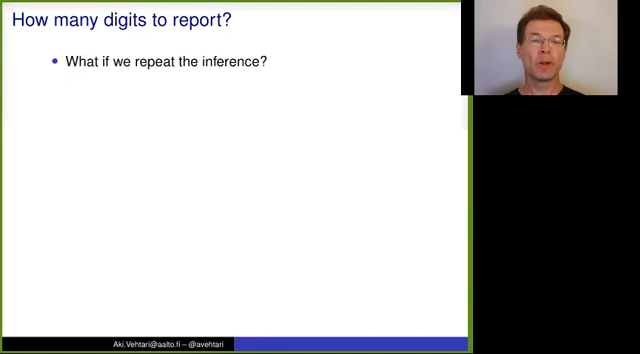 How many digits to report?
What if we repeat the inference?
Aki.Vehtari@aalto.fi – @avehtari